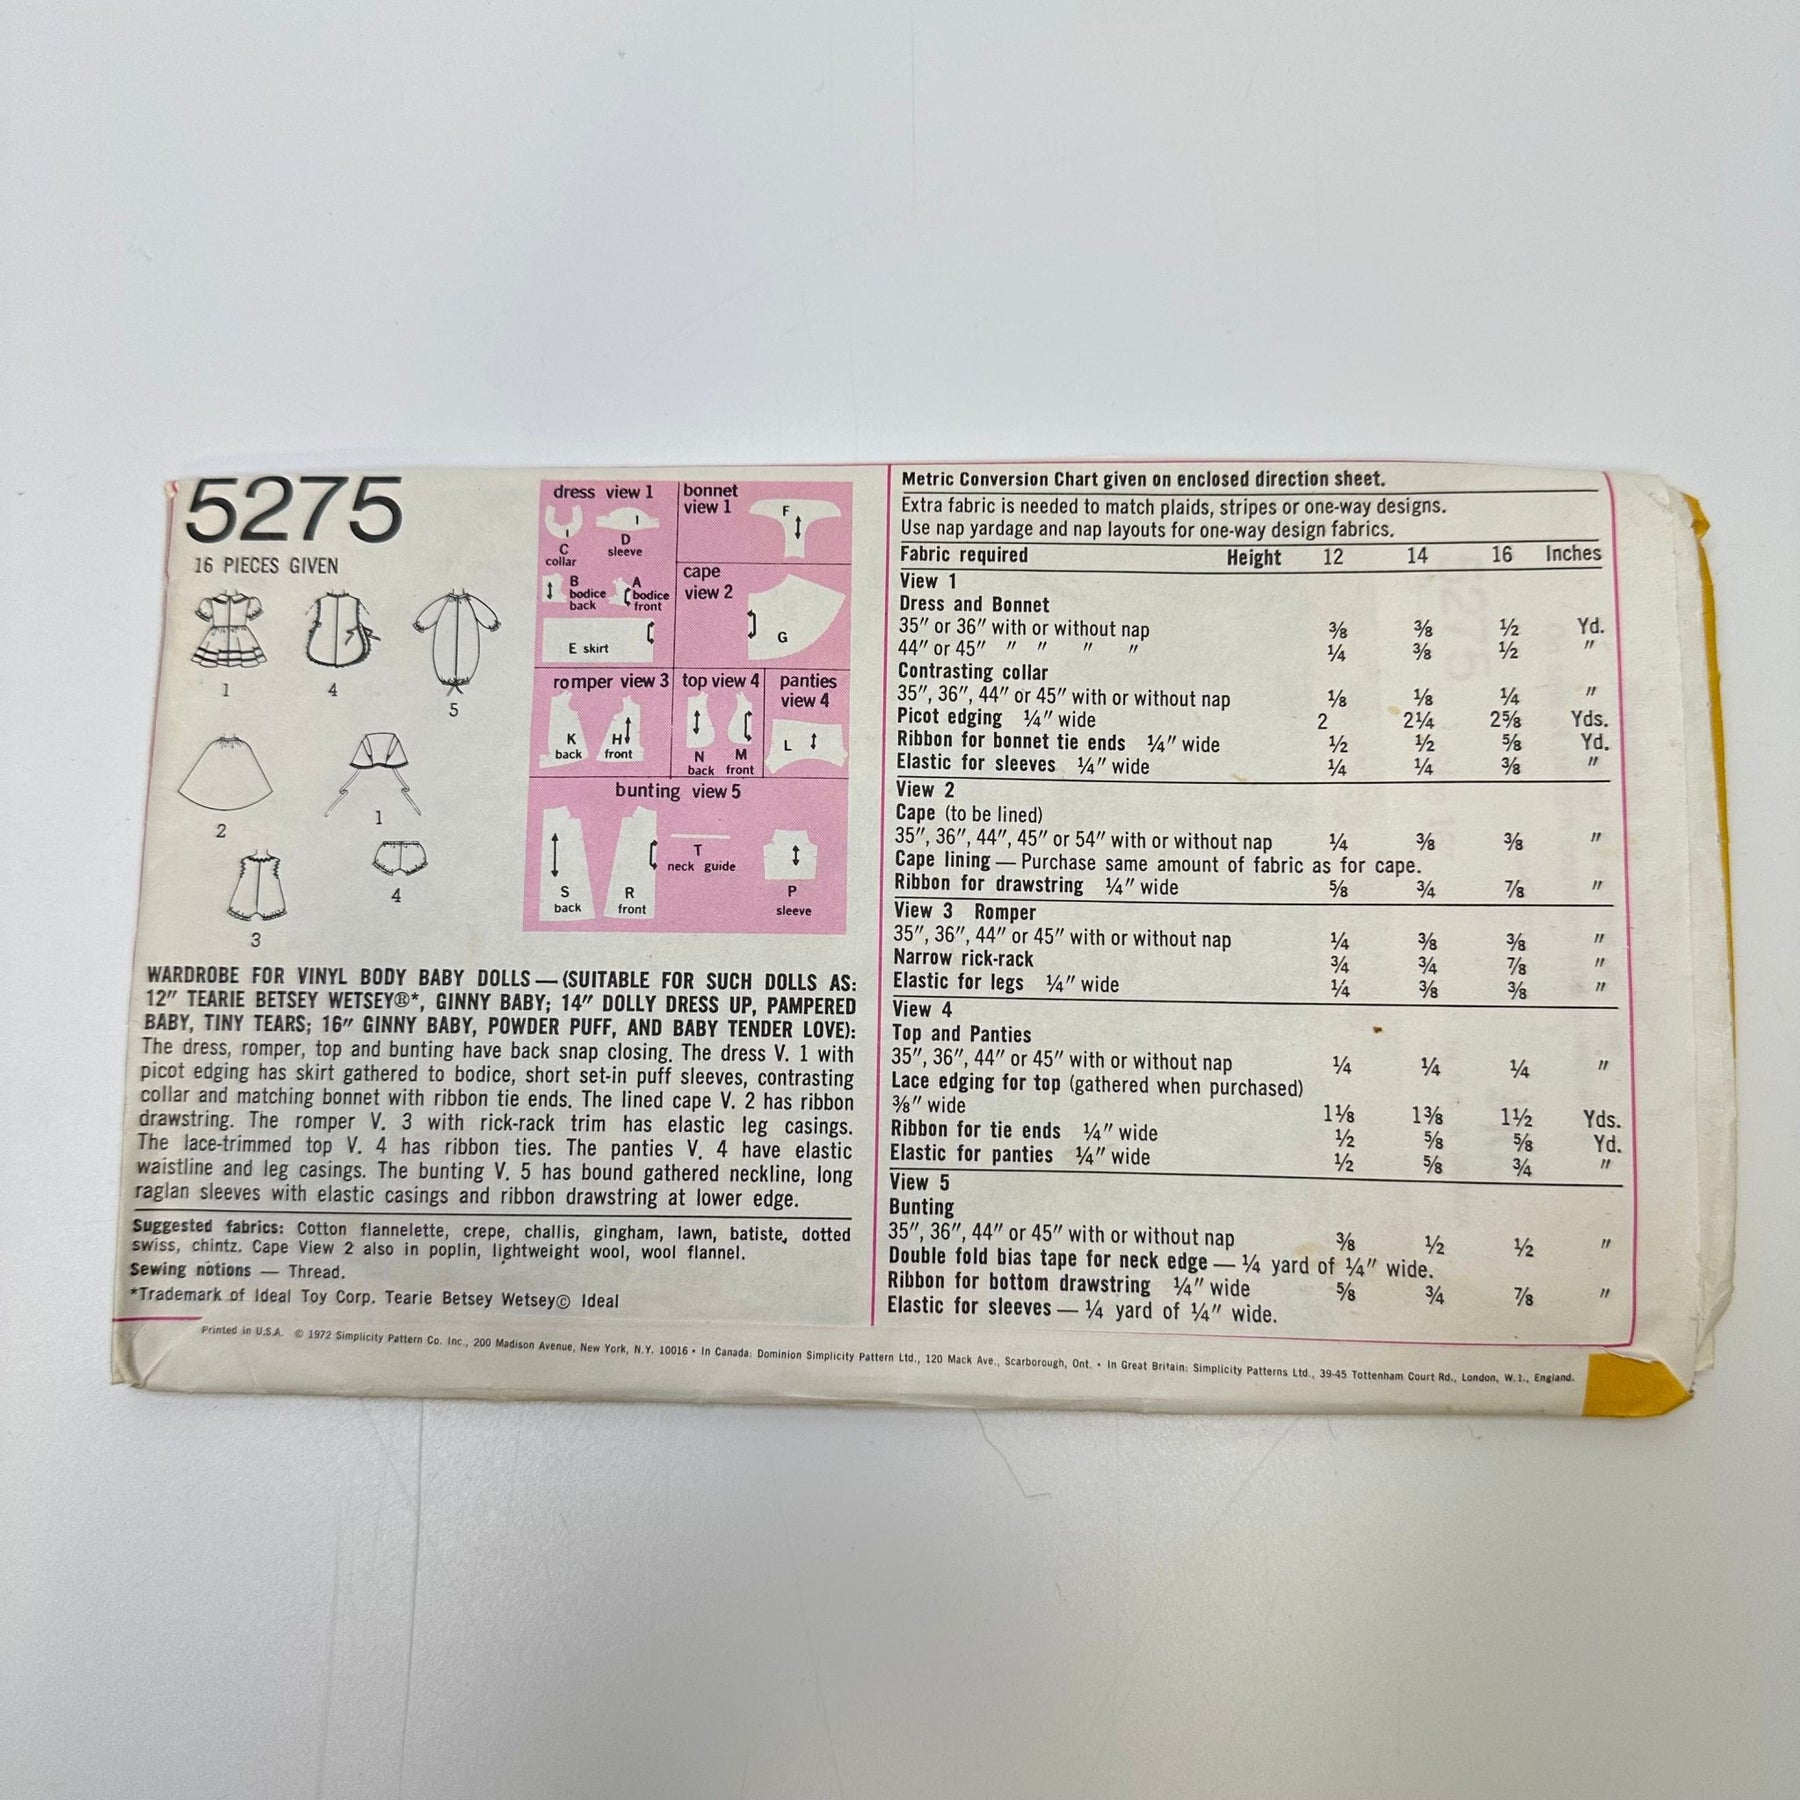 5275
16 PIECES GIVEN
1
4
5
2
1
3
4
dress view 1
C
collar
D
sleeve
B
bodice
back
A
bodice
front
E skirt
bonnet
view 1
F
cape
view 2
G
romper view 3
K
back
H
front
top view 4
N
back
M
front
panties
view 4
L
bunting view 5
S
back
R
front
T
neck guide
P
sleeve
WARDROBE FOR VINYL BODY BABY DOLLS — (SUITABLE FOR SUCH DOLLS AS:
12" TEARIE BETSEY WETSEY®*, GINNY BABY; 14" DOLLY DRESS UP, PAMPERED
BABY, TINY TEARS; 16" GINNY BABY, POWDER PUFF, AND BABY TENDER LOVE):
The dress, romper, top and bunting have back snap closing. The dress V. 1 with
picot edging has skirt gathered to bodice, short set-in puff sleeves, contrasting
collar and matching bonnet with ribbon tie ends. The lined cape V. 2 has ribbon
drawstring. The romper V. 3 with rick-rack trim has elastic leg casings.
The lace-trimmed top V. 4 has ribbon ties. The panties V. 4 have elastic
waistline and leg casings. The bunting V. 5 has bound gathered neckline, long
raglan sleeves with elastic casings and ribbon drawstring at lower edge.
Suggested fabrics: Cotton flannelette, crepe, challis, gingham, lawn, batiste, dotted
swiss, chintz. Cape View 2 also in poplin, lightweight wool, wool flannel.
Sewing notions — Thread.
*Trademark of Ideal Toy Corp. Tearie Betsey Wetsey© Ideal
Metric Conversion Chart given on enclosed direction sheet.
Extra fabric is needed to match plaids, stripes or one-way designs.
Use nap yardage and nap layouts for one-way design fabrics.
Fabric required Height 12 14 16 Inches
View 1
Dress and Bonnet
35" or 36" with or without nap ⅜ ⅜ ½ Yd.
44" or 45" " " " " ¼ ⅜ ½ "
Contrasting collar
35", 36", 44" or 45" with or without nap ⅛ ⅛ ¼ "
Picot edging ¼" wide 2 2¼ 2⅝ Yds.
Ribbon for bonnet tie ends ¼" wide ½ ½ ⅝ Yd.
Elastic for sleeves ¼" wide ¼ ¼ ⅜ "
View 2
Cape (to be lined)
35", 36", 44", 45" or 54" with or without nap ¼ ⅜ ⅜ "
Cape lining — Purchase same amount of fabric as for cape.
Ribbon for drawstring ¼" wide ⅝ ¾ ⅞ "
View 3 Romper
35", 36", 44" or 45" with or without nap ¼ ⅜ ⅜ "
Narrow rick-rack ¾ ¾ ⅞ "
Elastic for legs ¼" wide ¼ ⅜ ⅜ "
View 4
Top and Panties
35", 36", 44" or 45" with or without nap ¼ ¼ ¼ "
Lace edging for top (gathered when purchased)
⅜" wide 1⅛ 1⅜ 1½ Yds.
Ribbon for tie ends ¼" wide ½ ⅝ ⅝ Yd.
Elastic for panties ¼" wide ½ ⅝ ¾ "
View 5
Bunting
35", 36", 44" or 45" with or without nap ⅜ ½ ½ "
Double fold bias tape for neck edge — ¼ yard of ¼" wide.
Ribbon for bottom drawstring ¼" wide ⅝ ¾ ⅞ "
Elastic for sleeves — ¼ yard of ¼" wide.
Printed in U.S.A. © 1972 Simplicity Pattern Co. Inc., 200 Madison Avenue, New York, N.Y. 10016 • In Canada: Dominion Simplicity Pattern Ltd., 120 Mack Ave., Scarborough, Ont. • In Great Britain: Simplicity Patterns Ltd., 39-45 Tottenham Court Rd., London, W.1., England.